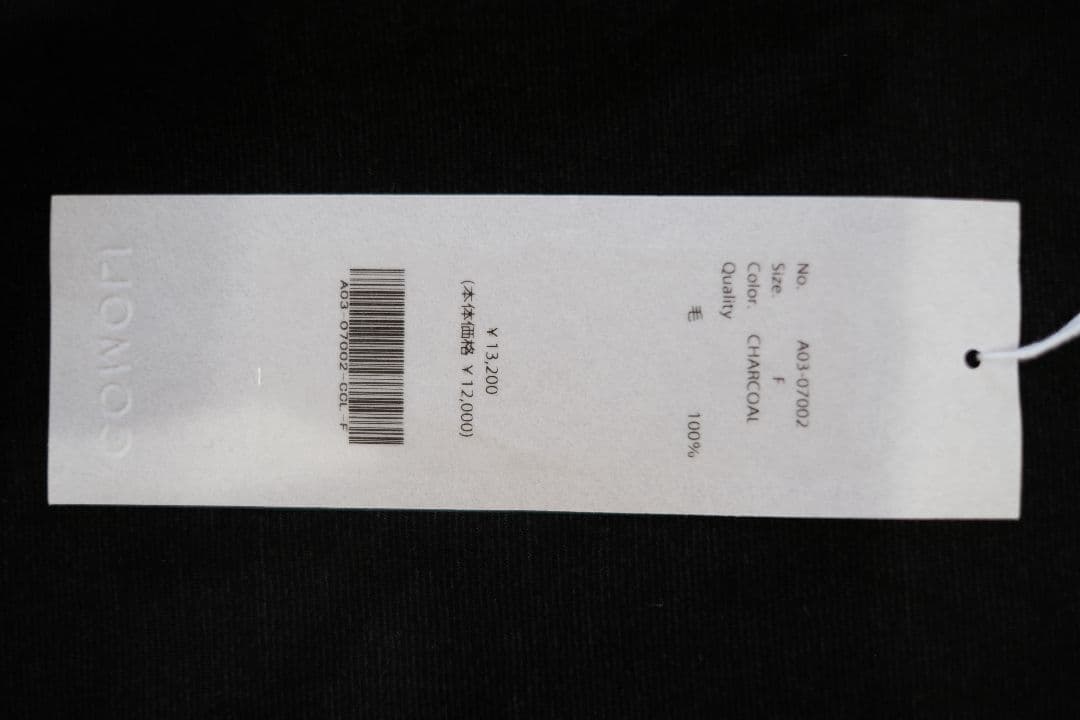 No. A03-07002
Size. F
Color. CHARCOAL
Quality
毛 100%
¥13,200
(本体価格 ¥12,000)
A03-07002-CCL -F